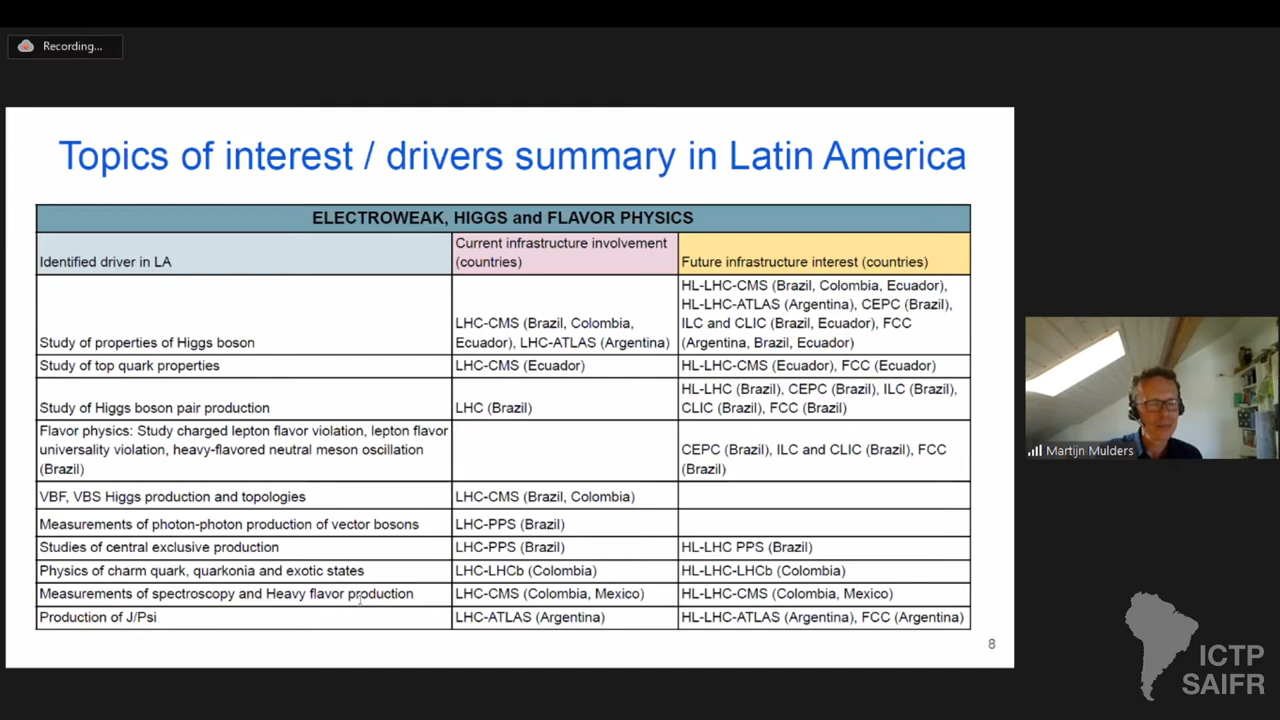 Recording...
Topics of interest / drivers summary in Latin America
ELECTROWEAK, HIGGS and FLAVOR PHYSICS
Identified driver in LA
Current infrastructure involvement
(countries)
Future infrastructure interest (countries)
Study of properties of Higgs boson
LHC-CMS (Brazil, Colombia,
Ecuador), LHC-ATLAS (Argentina)
HL-LHC-CMS (Brazil, Colombia, Ecuador),
HL-LHC-ATLAS (Argentina), CEPC (Brazil),
ILC and CLIC (Brazil, Ecuador), FCC
(Argentina, Brazil, Ecuador)
Study of top quark properties
LHC-CMS (Ecuador)
HL-LHC-CMS (Ecuador), FCC (Ecuador)
Study of Higgs boson pair production
LHC (Brazil)
HL-LHC (Brazil), CEPC (Brazil), ILC (Brazil),
CLIC (Brazil), FCC (Brazil)
Flavor physics: Study charged lepton flavor violation, lepton flavor
universality violation, heavy-flavored neutral meson oscillation
(Brazil)
CEPC (Brazil), ILC and CLIC (Brazil), FCC
(Brazil)
VBF, VBS Higgs production and topologies
LHC-CMS (Brazil, Colombia)
Measurements of photon-photon production of vector bosons
LHC-PPS (Brazil)
Studies of central exclusive production
LHC-PPS (Brazil)
HL-LHC PPS (Brazil)
Physics of charm quark, quarkonia and exotic states
LHC-LHCb (Colombia)
HL-LHC-LHCb (Colombia)
Measurements of spectroscopy and Heavy flavor production
LHC-CMS (Colombia, Mexico)
HL-LHC-CMS (Colombia, Mexico)
Production of J/Psi
LHC-ATLAS (Argentina)
HL-LHC-ATLAS (Argentina), FCC (Argentina)
8
Martijn Mulders
ICTP
SAIFR